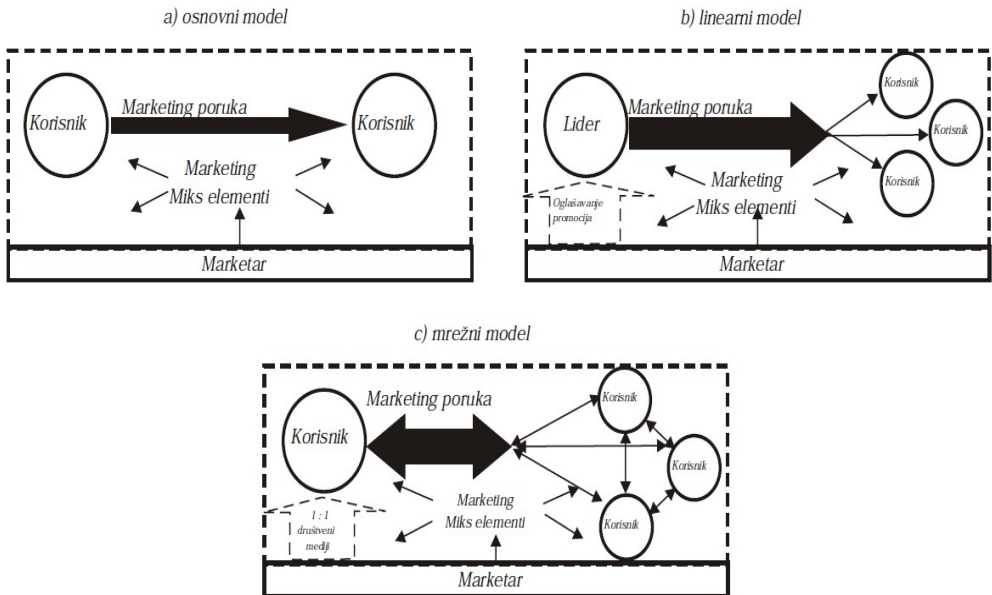 a) osnovni model
Korisnik
Marketing poruka
Korisnik
Marketing
Miks elementi
Marketar
b) linearni model
Lider
Marketing poruka
Korisnik
Korisnik
Korisnik
Marketing
Miks elementi
Oglašavanje
promocija
Marketar
c) mrežni model
Korisnik
Marketing poruka
Korisnik
Korisnik
Korisnik
Marketing
Miks elementi
1 : 1
društveni
mediji
Marketar